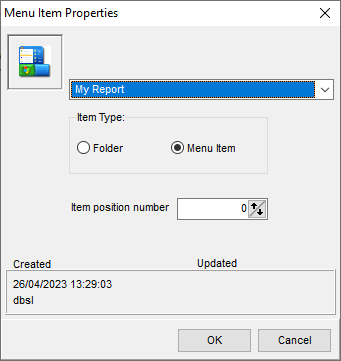 Menu Item Properties
My Report
Item Type:
Folder
Menu Item
Item position number 0
Created Updated
26/04/2023 13:29:03
dbsl
OK Cancel